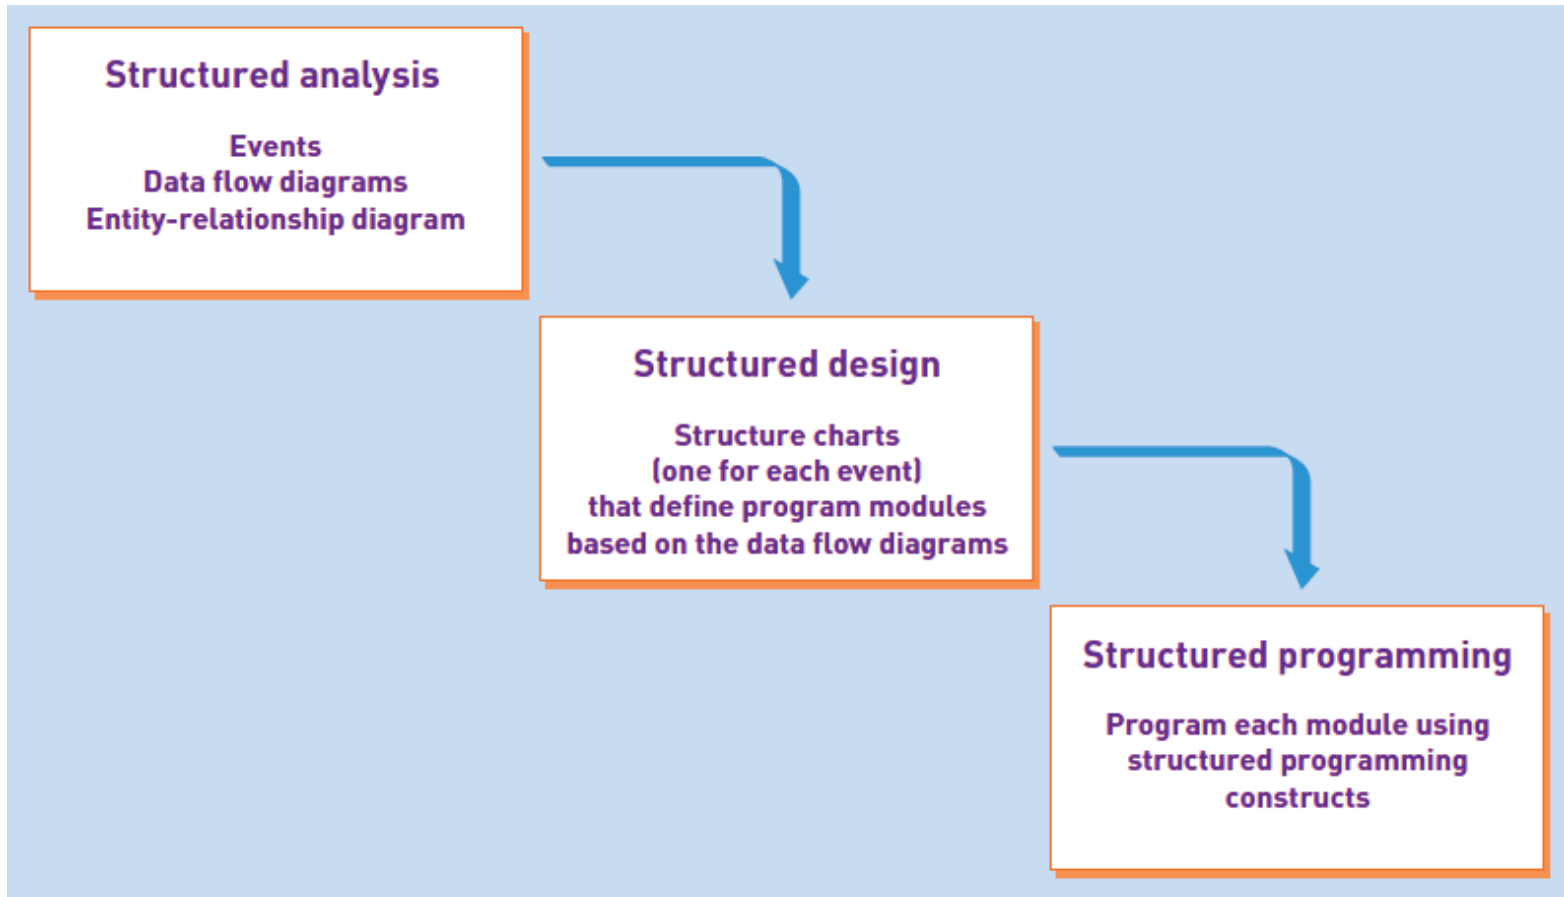 Structured analysis
Events
Data flow diagrams
Entity-relationship diagram
Structured design
Structure charts
(one for each event)
that define program modules
based on the data flow diagrams
Structured programming
Program each module using
structured programming
constructs